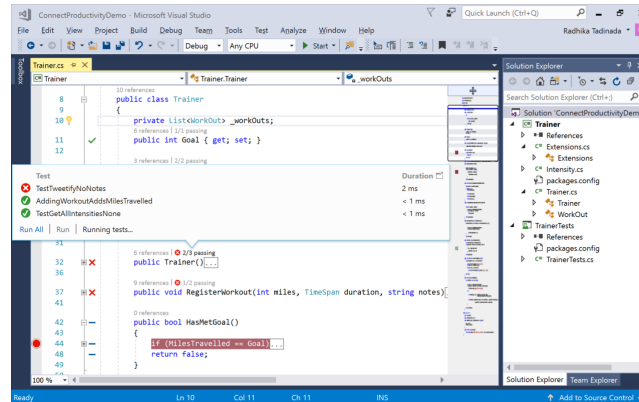 ConnectProductivityDemo - Microsoft Visual Studio
Quick Launch (Ctrl+Q)
File Edit View Project Build Debug Team Tools Test Analyze Window Help
Radhika Tadinada
Debug Any CPU Start
Toolbox
Trainer.cs
Trainer Trainer.Trainer _workOuts
10 references
8 public class Trainer
9 {
10 private List<WorkOut> _workOuts;
6 references | 1/1 passing
11 public int Goal { get; set; }
12
3 references | 2/2 passing
Test Duration
TestTweetifyNoNotes 2 ms
AddingWorkoutAddsMilesTravelled < 1 ms
TestGetAllIntensitiesNone < 1 ms
Run All | Run | Running tests...
31
6 references | 2/3 passing
32 public Trainer()...
36
9 references | 1/2 passing
37 public void RegisterWorkout(int miles, TimeSpan duration, string notes)
41
0 references
42 public bool HasMetGoal()
43 {
44 if (MilesTravelled == Goal)...
48 return false;
49 }
100 %
Solution Explorer
Search Solution Explorer (Ctrl+;)
Solution 'ConnectProductivityDem
Trainer
References
Extensions.cs
Extensions
Intensity.cs
packages.config
Trainer.cs
Trainer
WorkOut
TrainerTests
References
packages.config
TrainerTests.cs
Solution Explorer Team Explorer
Ready Ln 10 Col 11 Ch 11 INS Add to Source Control